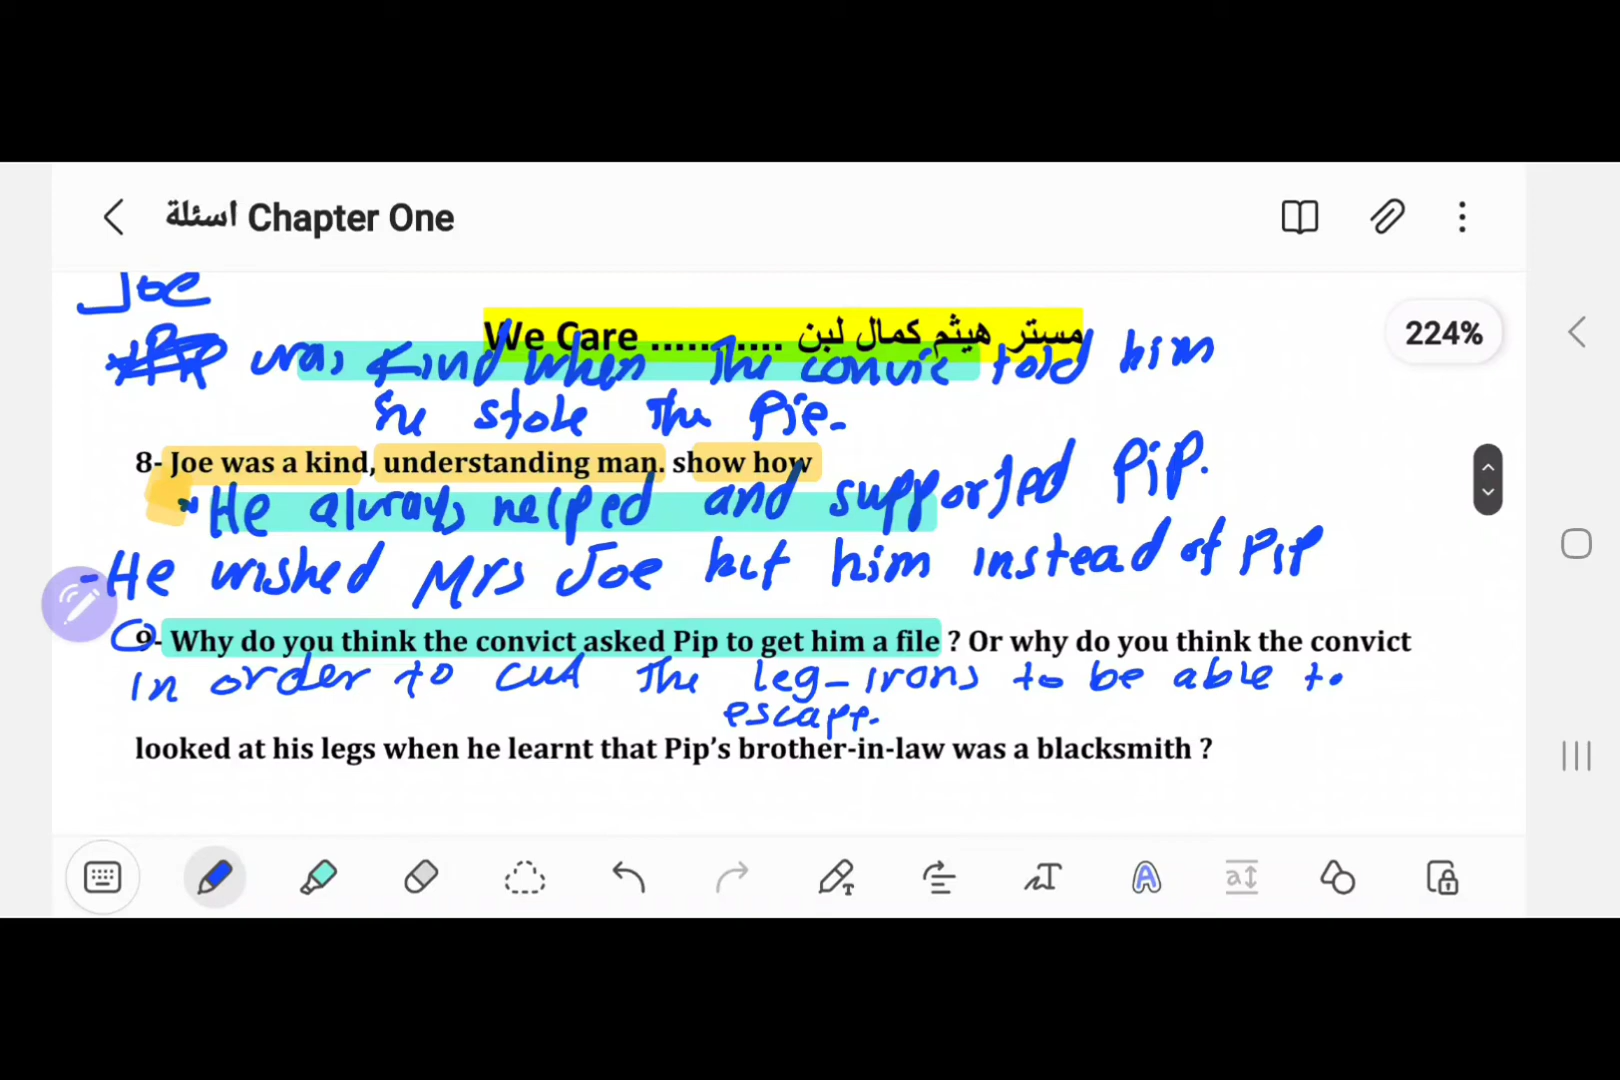 اسئلة Chapter One
Joe
We Care ........... مستر هيثم كمال لبن
224%
was kind when the convic told him
he stole the pie.
8- Joe was a kind, understanding man. show how
He always helped and supported Pip.
- He wished Mrs Joe hit him instead of Pip
9- Why do you think the convict asked Pip to get him a file ? Or why do you think the convict
in order to cut the leg-irons to be able to
escape.
looked at his legs when he learnt that Pip's brother-in-law was a blacksmith ?